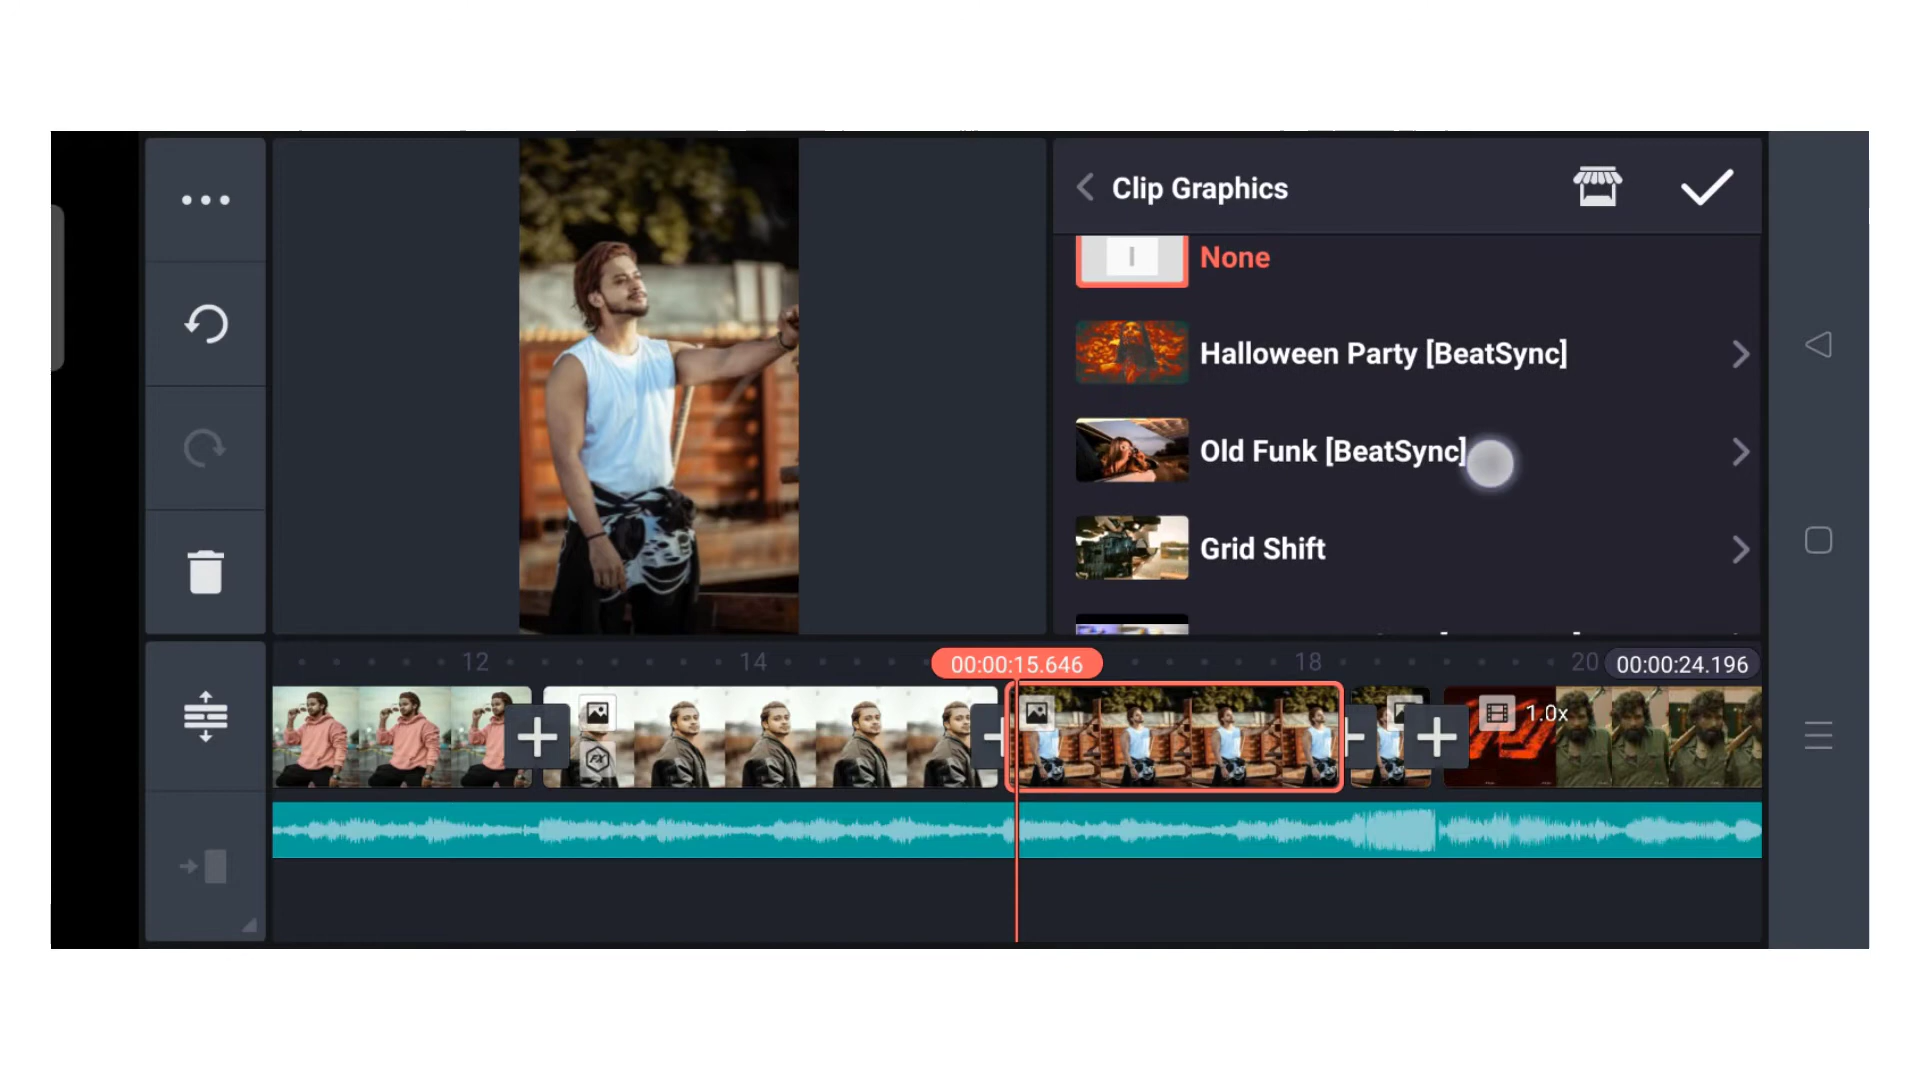 Clip Graphics
None
Halloween Party [BeatSync]
Old Funk [BeatSync]
Grid Shift
12
14
00:00:15.646
18
20
00:00:24.196
FX
1.0x